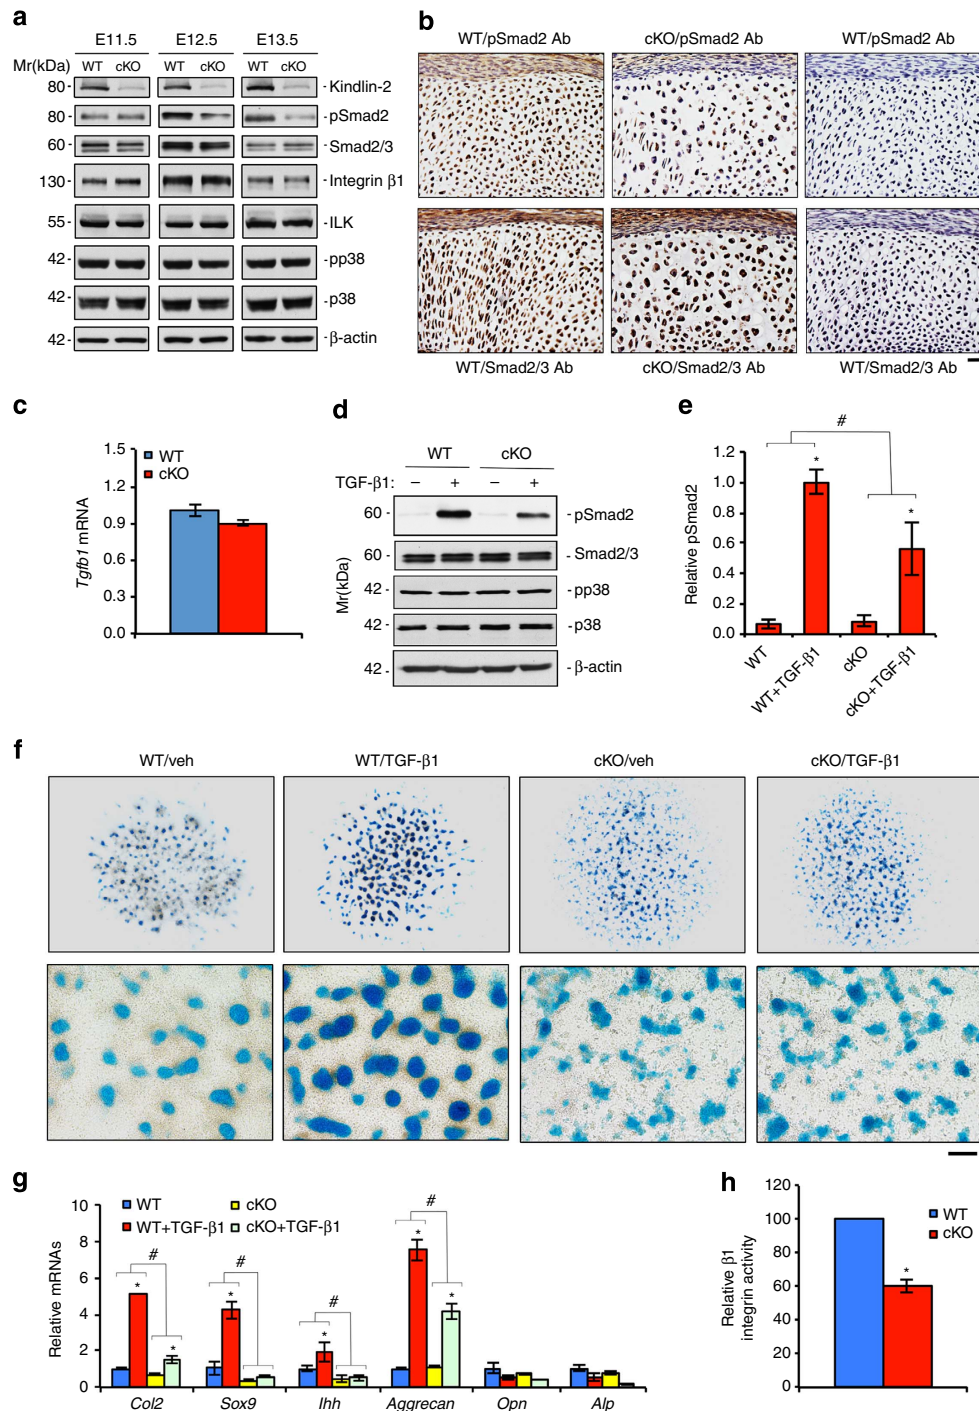 a
E11.5 E12.5 E13.5
Mr(kDa) WT cKO WT cKO WT cKO
80 Kindlin-2
80 pSmad2
60 Smad2/3
130 Integrin β1
55 ILK
42 pp38
42 p38
42 β-actin
b
WT/pSmad2 Ab cKO/pSmad2 Ab WT/pSmad2 Ab
WT/Smad2/3 Ab cKO/Smad2/3 Ab WT/Smad2/3 Ab
c
1.5
1.2
0.9
0.6
0.3
0.0
Tgfb1 mRNA
WT
cKO
d
WT cKO
TGF-β1: – + – +
Mr(kDa)
60 pSmad2
60 Smad2/3
42 pp38
42 p38
42 β-actin
e
Relative pSmad2
1.2
1.0
0.8
0.6
0.4
0.2
0.0
#
* *
WT WT+TGF-β1 cKO cKO+TGF-β1
f
WT/veh WT/TGF-β1 cKO/veh cKO/TGF-β1
g
Relative mRNAs
10
8
6
4
2
0
WT cKO
WT+TGF-β1 cKO+TGF-β1
# # # #
* * * * * *
Col2 Sox9 Ihh Aggrecan Opn Alp
h
Relative β1
integrin activity
120
100
80
60
40
20
0
WT
cKO
*